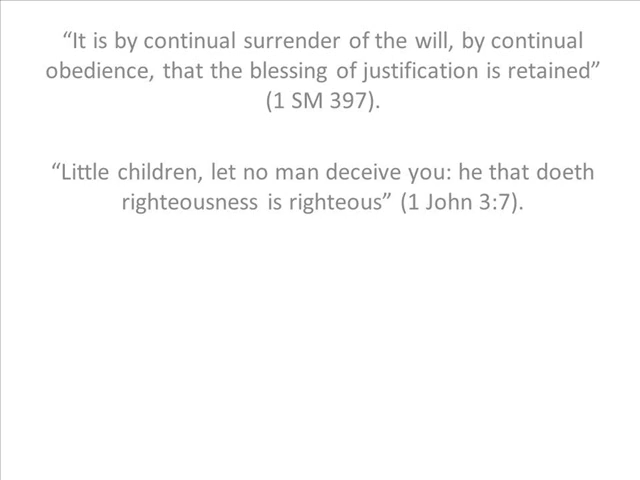 “It is by continual surrender of the will, by continual
obedience, that the blessing of justification is retained”
(1 SM 397).
“Little children, let no man deceive you: he that doeth
righteousness is righteous” (1 John 3:7).